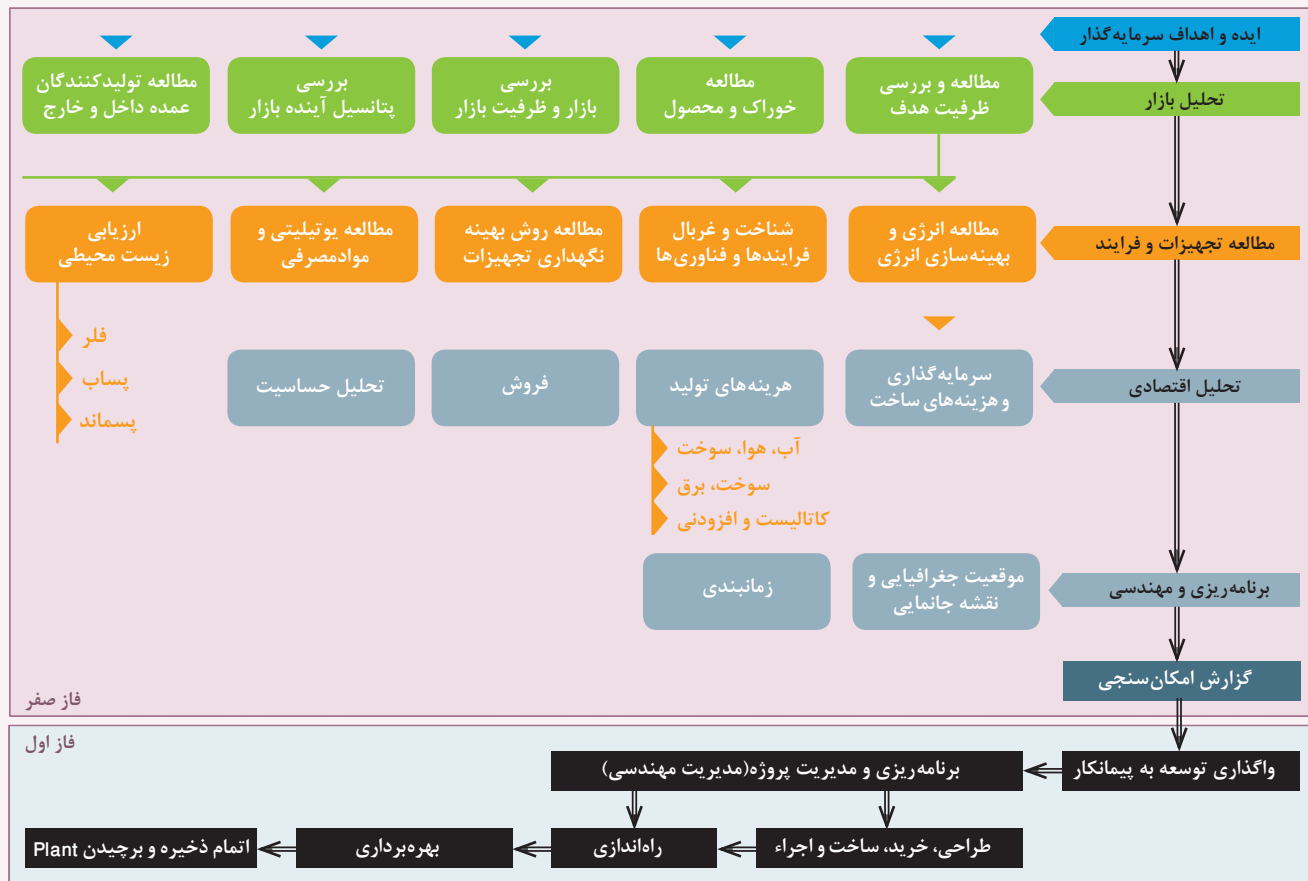 ایده و اهداف سرمایه‌گذار
تحلیل بازار
مطالعه و بررسی
ظرفیت هدف
مطالعه
خوراک و محصول
بررسی
بازار و ظرفیت بازار
بررسی
پتانسیل آینده بازار
مطالعه تولیدکنندگان
عمده داخل و خارج
مطالعه تجهیزات و فرایند
مطالعه انرژی و
بهینه‌سازی انرژی
شناخت و غربال
فرایندها و فناوری‌ها
مطالعه روش بهینه
نگهداری تجهیزات
مطالعه یوتیلیتی و
موادمصرفی
ارزیابی
زیست محیطی
فلر
پساب
پسماند
تحلیل اقتصادی
سرمایه‌گذاری
و هزینه‌های ساخت
هرینه‌های تولید
فروش
تحلیل حساسیت
آب، هوا، سوخت
سوخت، برق
کاتالیست و افزودنی
برنامه‌ریزی و مهندسی
موقعیت جغرافیایی و
نقشه جانمایی
زمانبندی
گزارش امکان‌سنجی
فاز صفر
فاز اول
واگذاری توسعه به پیمانکار
برنامه‌ریزی و مدیریت پروژه(مدیریت مهندسی)
طراحی، خرید، ساخت و اجراء
راه‌اندازی
بهره‌برداری
اتمام ذخیره و برچیدن Plant